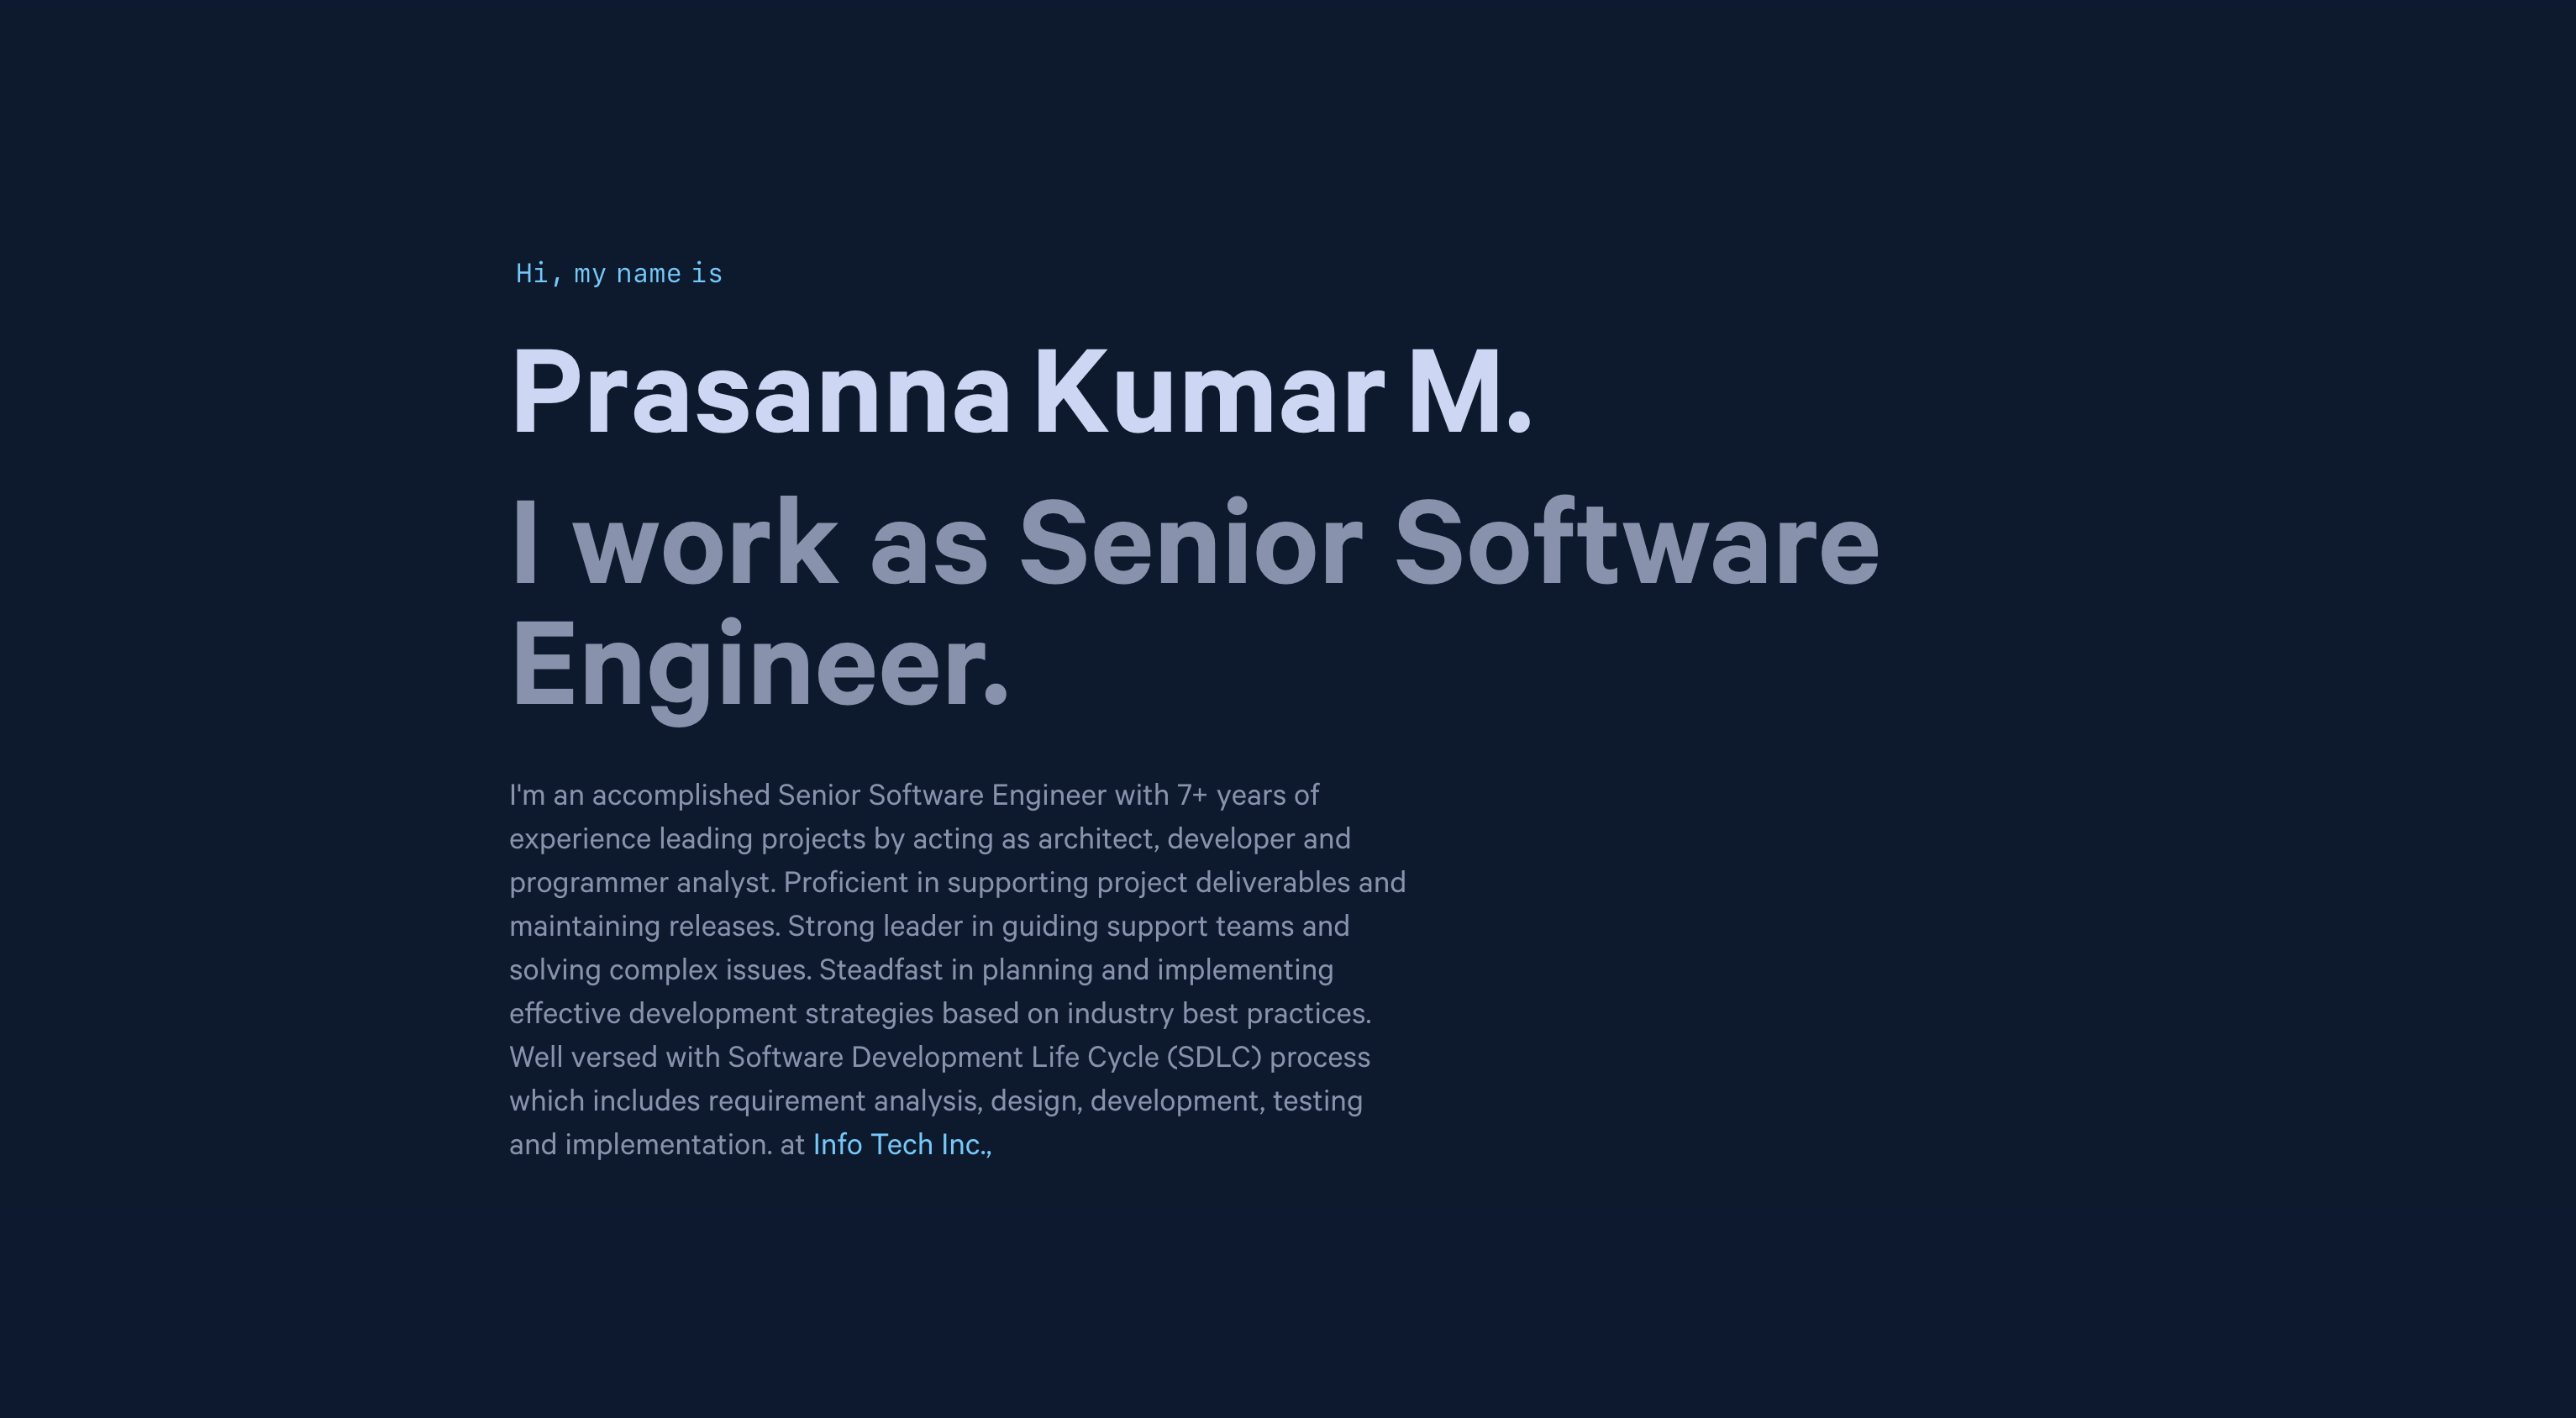 Hi, my name is
Prasanna Kumar M.
I work as Senior Software
Engineer.
I'm an accomplished Senior Software Engineer with 7+ years of
experience leading projects by acting as architect, developer and
programmer analyst. Proficient in supporting project deliverables and
maintaining releases. Strong leader in guiding support teams and
solving complex issues. Steadfast in planning and implementing
effective development strategies based on industry best practices.
Well versed with Software Development Life Cycle (SDLC) process
which includes requirement analysis, design, development, testing
and implementation. at Info Tech Inc.,